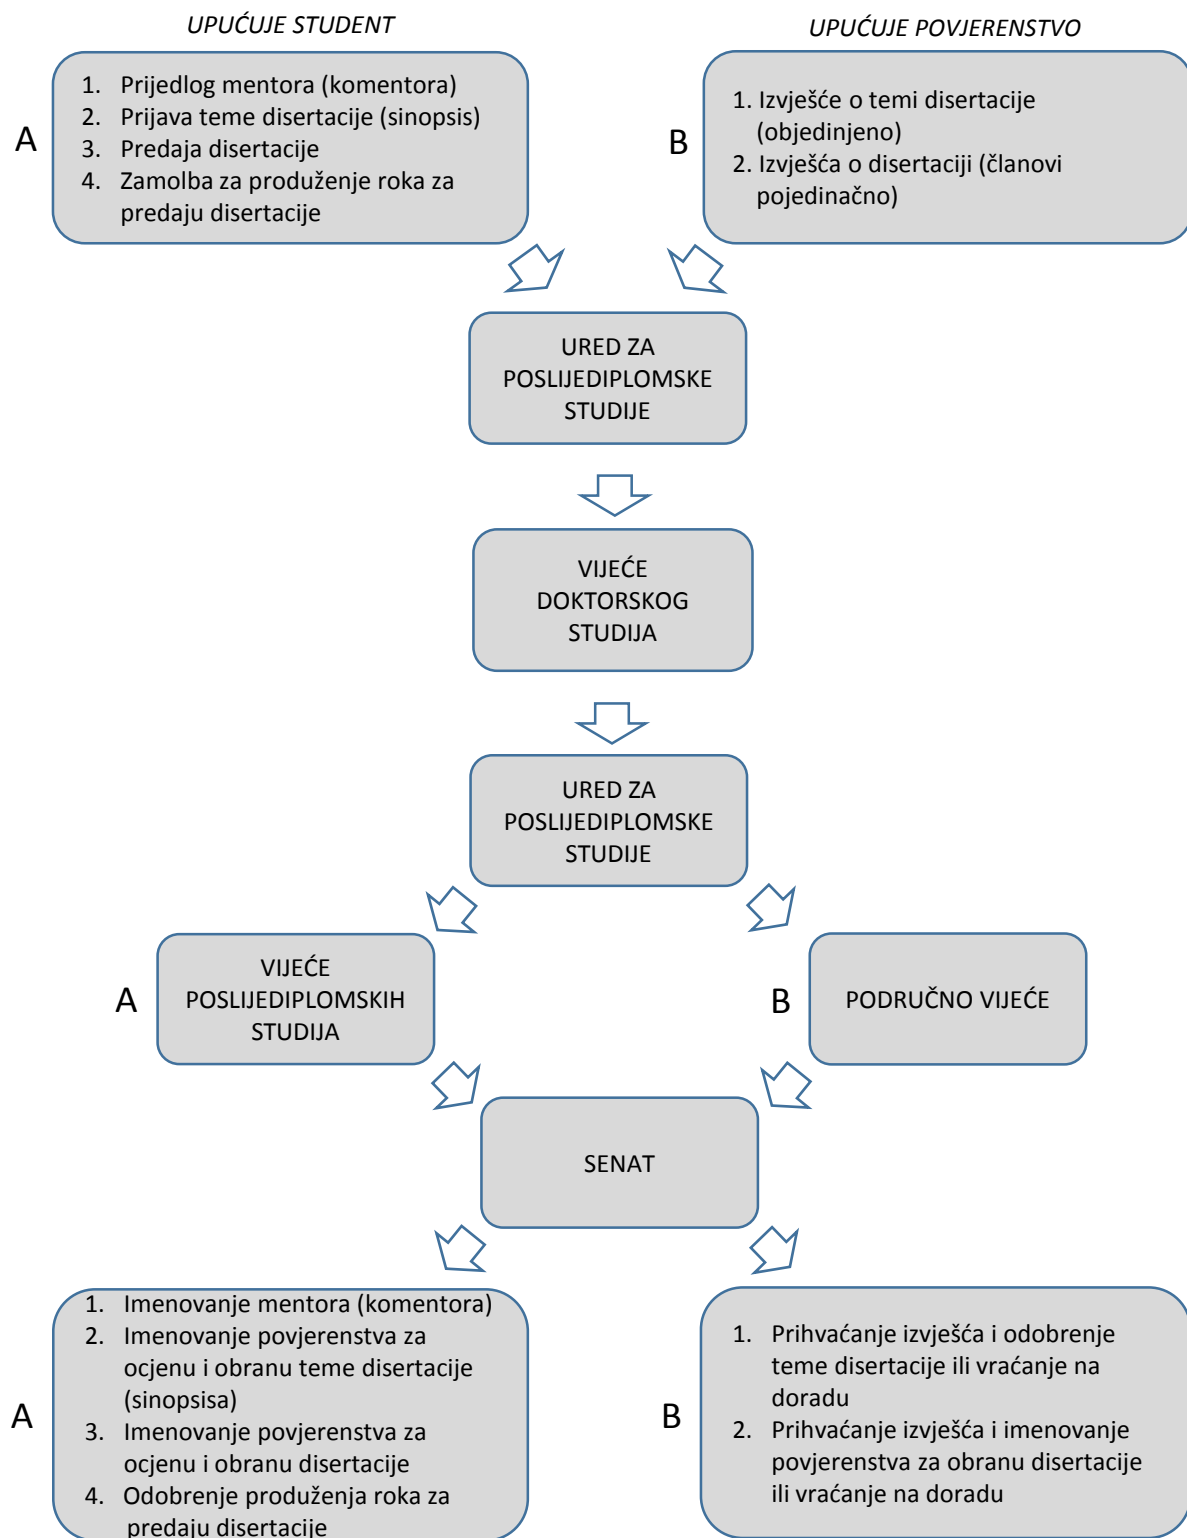 UPUĆUJE STUDENT
UPUĆUJE POVJERENSTVO
A
1. Prijedlog mentora (komentora)
2. Prijava teme disertacije (sinopsis)
3. Predaja disertacije
4. Zamolba za produženje roka za
predaju disertacije
B
1. Izvješće o temi disertacije
(objedinjeno)
2. Izvješća o disertaciji (članovi
pojedinačno)
URED ZA
POSLIJEDIPLOMSKE
STUDIJE
VIJEĆE
DOKTORSKOG
STUDIJA
URED ZA
POSLIJEDIPLOMSKE
STUDIJE
A
VIJEĆE
POSLIJEDIPLOMSKIH
STUDIJA
B
PODRUČNO VIJEĆE
SENAT
A
1. Imenovanje mentora (komentora)
2. Imenovanje povjerenstva za
ocjenu i obranu teme disertacije
(sinopsisa)
3. Imenovanje povjerenstva za
ocjenu i obranu disertacije
4. Odobrenje produženja roka za
predaju disertacije
B
1. Prihvaćanje izvješća i odobrenje
teme disertacije ili vraćanje na
doradu
2. Prihvaćanje izvješća i imenovanje
povjerenstva za obranu disertacije
ili vraćanje na doradu